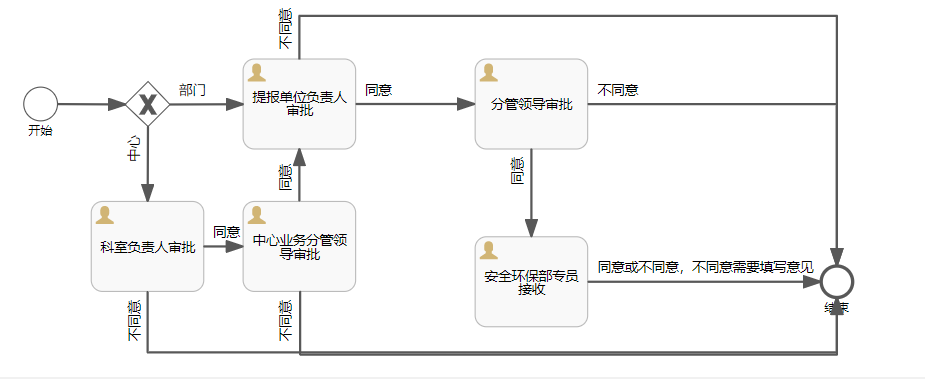 不同意
部门
提报单位负责人
审批
同意
分管领导审批
不同意
开始
中心
同意
同意
科室负责人审批
同意
中心业务分管领
导审批
安全环保部专员
接收
同意或不同意，不同意需要填写意见
结束
不同意
不同意